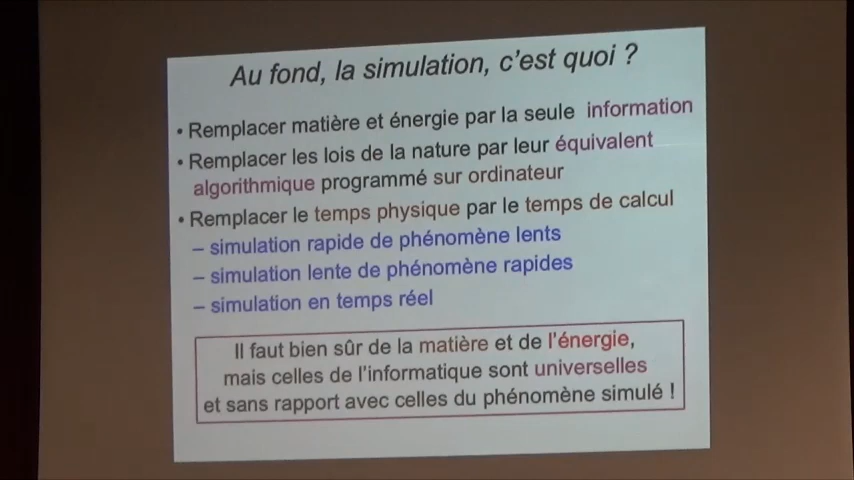 Au fond, la simulation, c'est quoi ?
• Remplacer matière et énergie par la seule information
• Remplacer les lois de la nature par leur équivalent
algorithmique programmé sur ordinateur
• Remplacer le temps physique par le temps de calcul
– simulation rapide de phénomène lents
– simulation lente de phénomène rapides
– simulation en temps réel
Il faut bien sûr de la matière et de l'énergie,
mais celles de l'informatique sont universelles
et sans rapport avec celles du phénomène simulé !